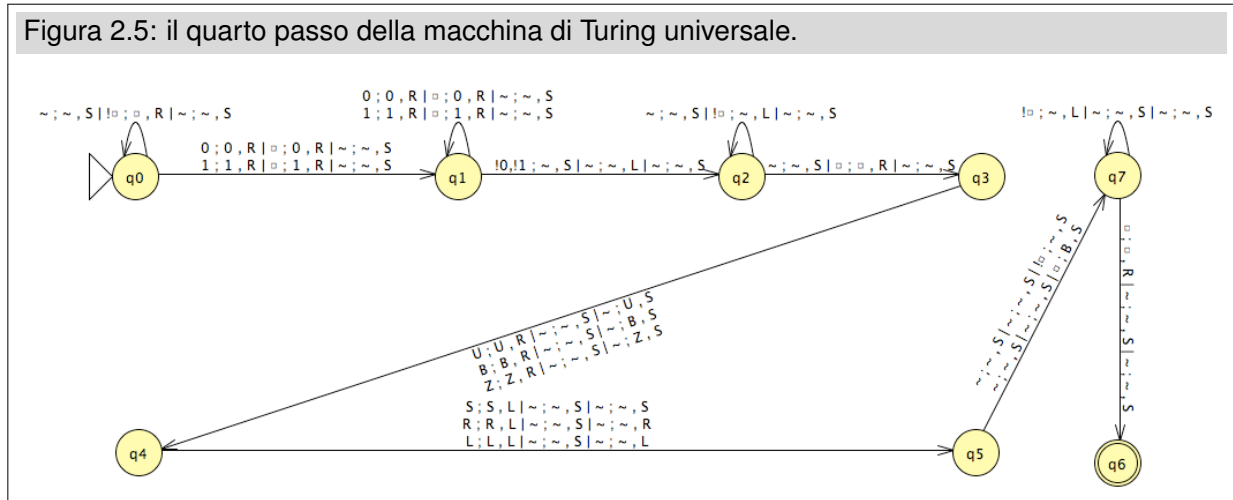 Figura 2.5: il quarto passo della macchina di Turing universale.
~;~,S|!□;□,R|~;~,S
0;0,R|□;0,R|~;~,S
1;1,R|□;1,R|~;~,S
~;~,S|!□;~,L|~;~,S
!□;~,L|~;~,S|~;~,S
0;0,R|□;0,R|~;~,S
1;1,R|□;1,R|~;~,S
!0,!1;~,S|~;~,L|~;~,S
~;~,S|□;□,R|~;~,S
q0
q1
q2
q3
q7
U;U,R|~;~,S|~;U,S
B;B,R|~;~,S|~;B,S
Z;Z,R|~;~,S|~;Z,S
~;~,S|~;~,S|!□;~,S
~;~,S|~;~,S|□;B,S
□;□,R|~;~,S|~;~,S
S;S,L|~;~,S|~;~,S
R;R,L|~;~,S|~;~,R
L;L,L|~;~,S|~;~,L
q4
q5
q6